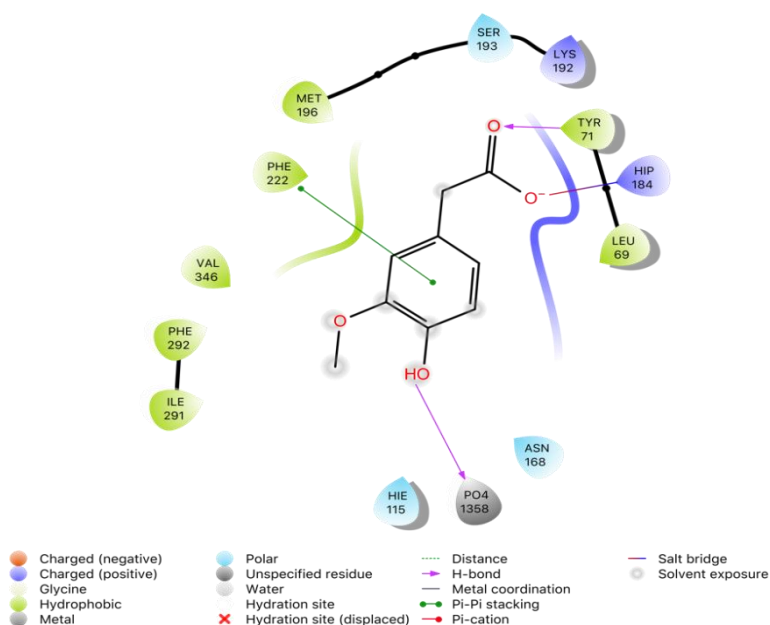 SER
193
LYS
192
MET
196
TYR
71
O
PHE
222
HIP
184
O-
LEU
69
VAL
346
O
PHE
292
HO
ILE
291
ASN
168
HIE
115
PO4
1358
Charged (negative)
Charged (positive)
Glycine
Hydrophobic
Metal
Polar
Unspecified residue
Water
Hydration site
Hydration site (displaced)
Distance
H-bond
Metal coordination
Pi-Pi stacking
Pi-cation
Salt bridge
Solvent exposure